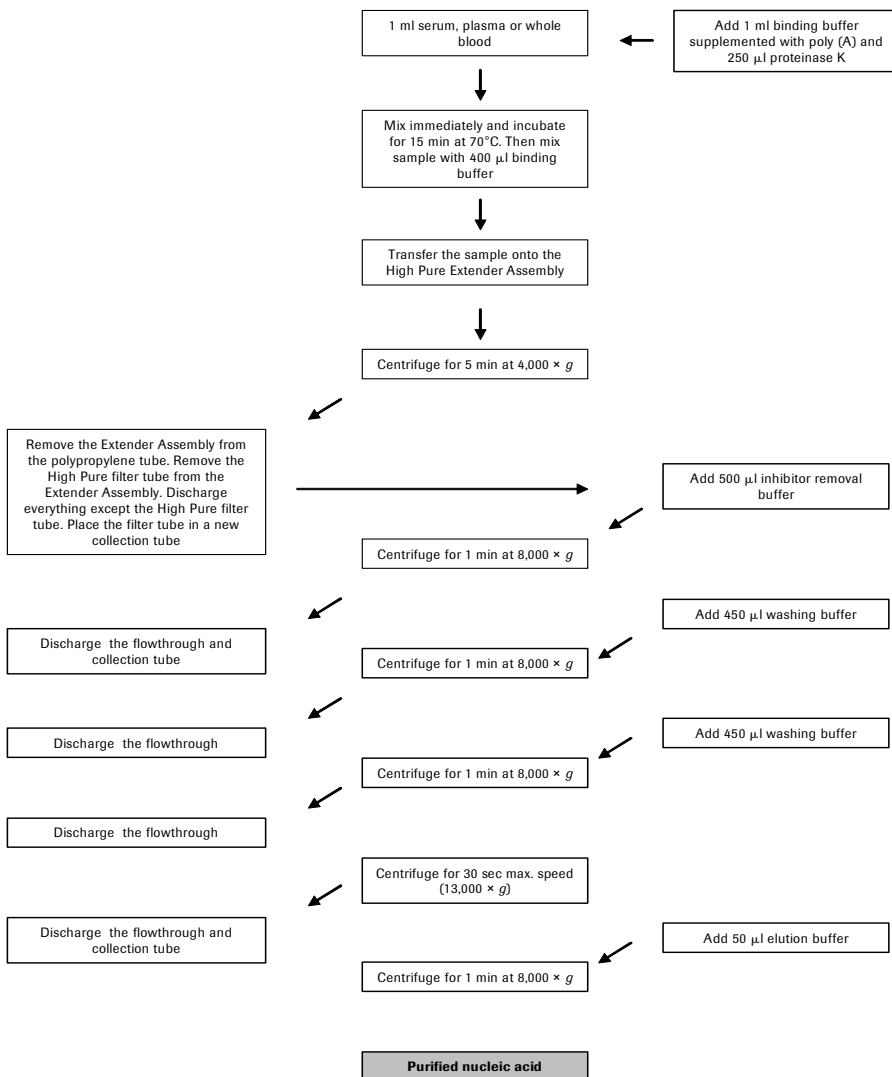 1 ml serum, plasma or whole
blood
Add 1 ml binding buffer
supplemented with poly (A) and
250 µl proteinase K
Mix immediately and incubate
for 15 min at 70°C. Then mix
sample with 400 µl binding
buffer
Transfer the sample onto the
High Pure Extender Assembly
Centrifuge for 5 min at 4,000 × g
Remove the Extender Assembly from
the polypropylene tube. Remove the
High Pure filter tube from the
Extender Assembly. Discharge
everything except the High Pure filter
tube. Place the filter tube in a new
collection tube
Add 500 µl inhibitor removal
buffer
Centrifuge for 1 min at 8,000 × g
Discharge the flowthrough and
collection tube
Add 450 µl washing buffer
Centrifuge for 1 min at 8,000 × g
Discharge the flowthrough
Add 450 µl washing buffer
Centrifuge for 1 min at 8,000 × g
Discharge the flowthrough
Centrifuge for 30 sec max. speed
(13,000 × g)
Discharge the flowthrough and
collection tube
Add 50 µl elution buffer
Centrifuge for 1 min at 8,000 × g
Purified nucleic acid